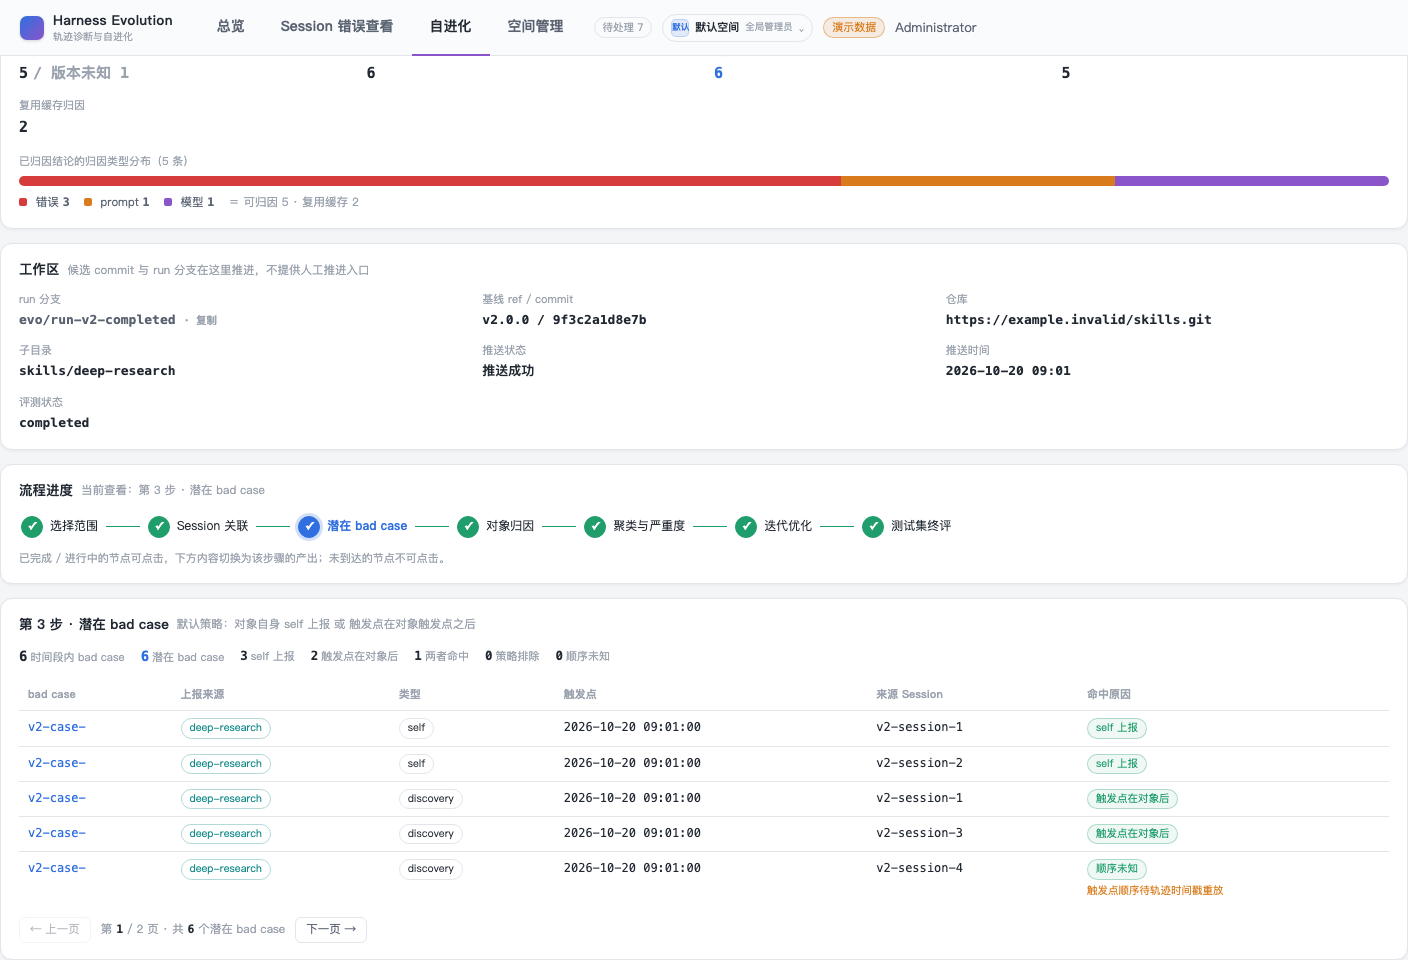 Harness Evolution
轨迹诊断与自进化
总览
Session 错误查看
自进化
空间管理
待处理 7
默认 默认空间 全局管理员
演示数据
Administrator
5 / 版本未知 1
6
6
5
复用缓存归因
2
已归因结论的归因类型分布（5 条）
错误 3 prompt 1 模型 1 = 可归因 5 · 复用缓存 2
工作区 候选 commit 与 run 分支在这里推进，不提供人工推进入口
run 分支
基线 ref / commit
仓库
evo/run-v2-completed · 复制
v2.0.0 / 9f3c2a1d8e7b
https://example.invalid/skills.git
子目录
推送状态
推送时间
skills/deep-research
推送成功
2026-10-20 09:01
评测状态
completed
流程进度 当前查看：第 3 步 · 潜在 bad case
选择范围 Session 关联 潜在 bad case 对象归因 聚类与严重度 迭代优化 测试集终评
已完成 / 进行中的节点可点击，下方内容切换为该步骤的产出；未到达的节点不可点击。
第 3 步 · 潜在 bad case 默认策略：对象自身 self 上报 或 触发点在对象触发点之后
6 时间段内 bad case 6 潜在 bad case 3 self 上报 2 触发点在对象后 1 两者命中 0 策略排除 0 顺序未知
bad case 上报来源 类型 触发点 来源 Session 命中原因
v2-case- deep-research self 2026-10-20 09:01:00 v2-session-1 self 上报
v2-case- deep-research self 2026-10-20 09:01:00 v2-session-2 self 上报
v2-case- deep-research discovery 2026-10-20 09:01:00 v2-session-1 触发点在对象后
v2-case- deep-research discovery 2026-10-20 09:01:00 v2-session-3 触发点在对象后
v2-case- deep-research discovery 2026-10-20 09:01:00 v2-session-4 顺序未知
触发点顺序待轨迹时间戳重放
← 上一页 第 1 / 2 页 · 共 6 个潜在 bad case 下一页 →